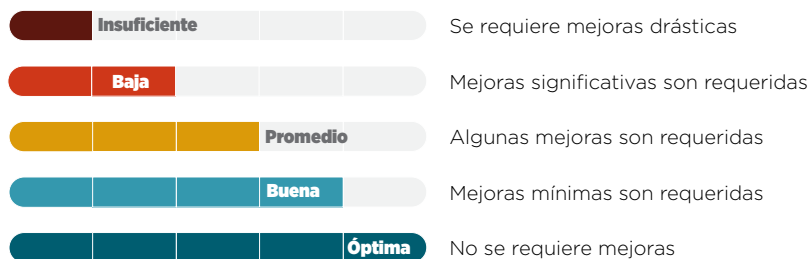 Insuficiente Se requiere mejoras drásticas
Baja Mejoras significativas son requeridas
Promedio Algunas mejoras son requeridas
Buena Mejoras mínimas son requeridas
Óptima No se requiere mejoras